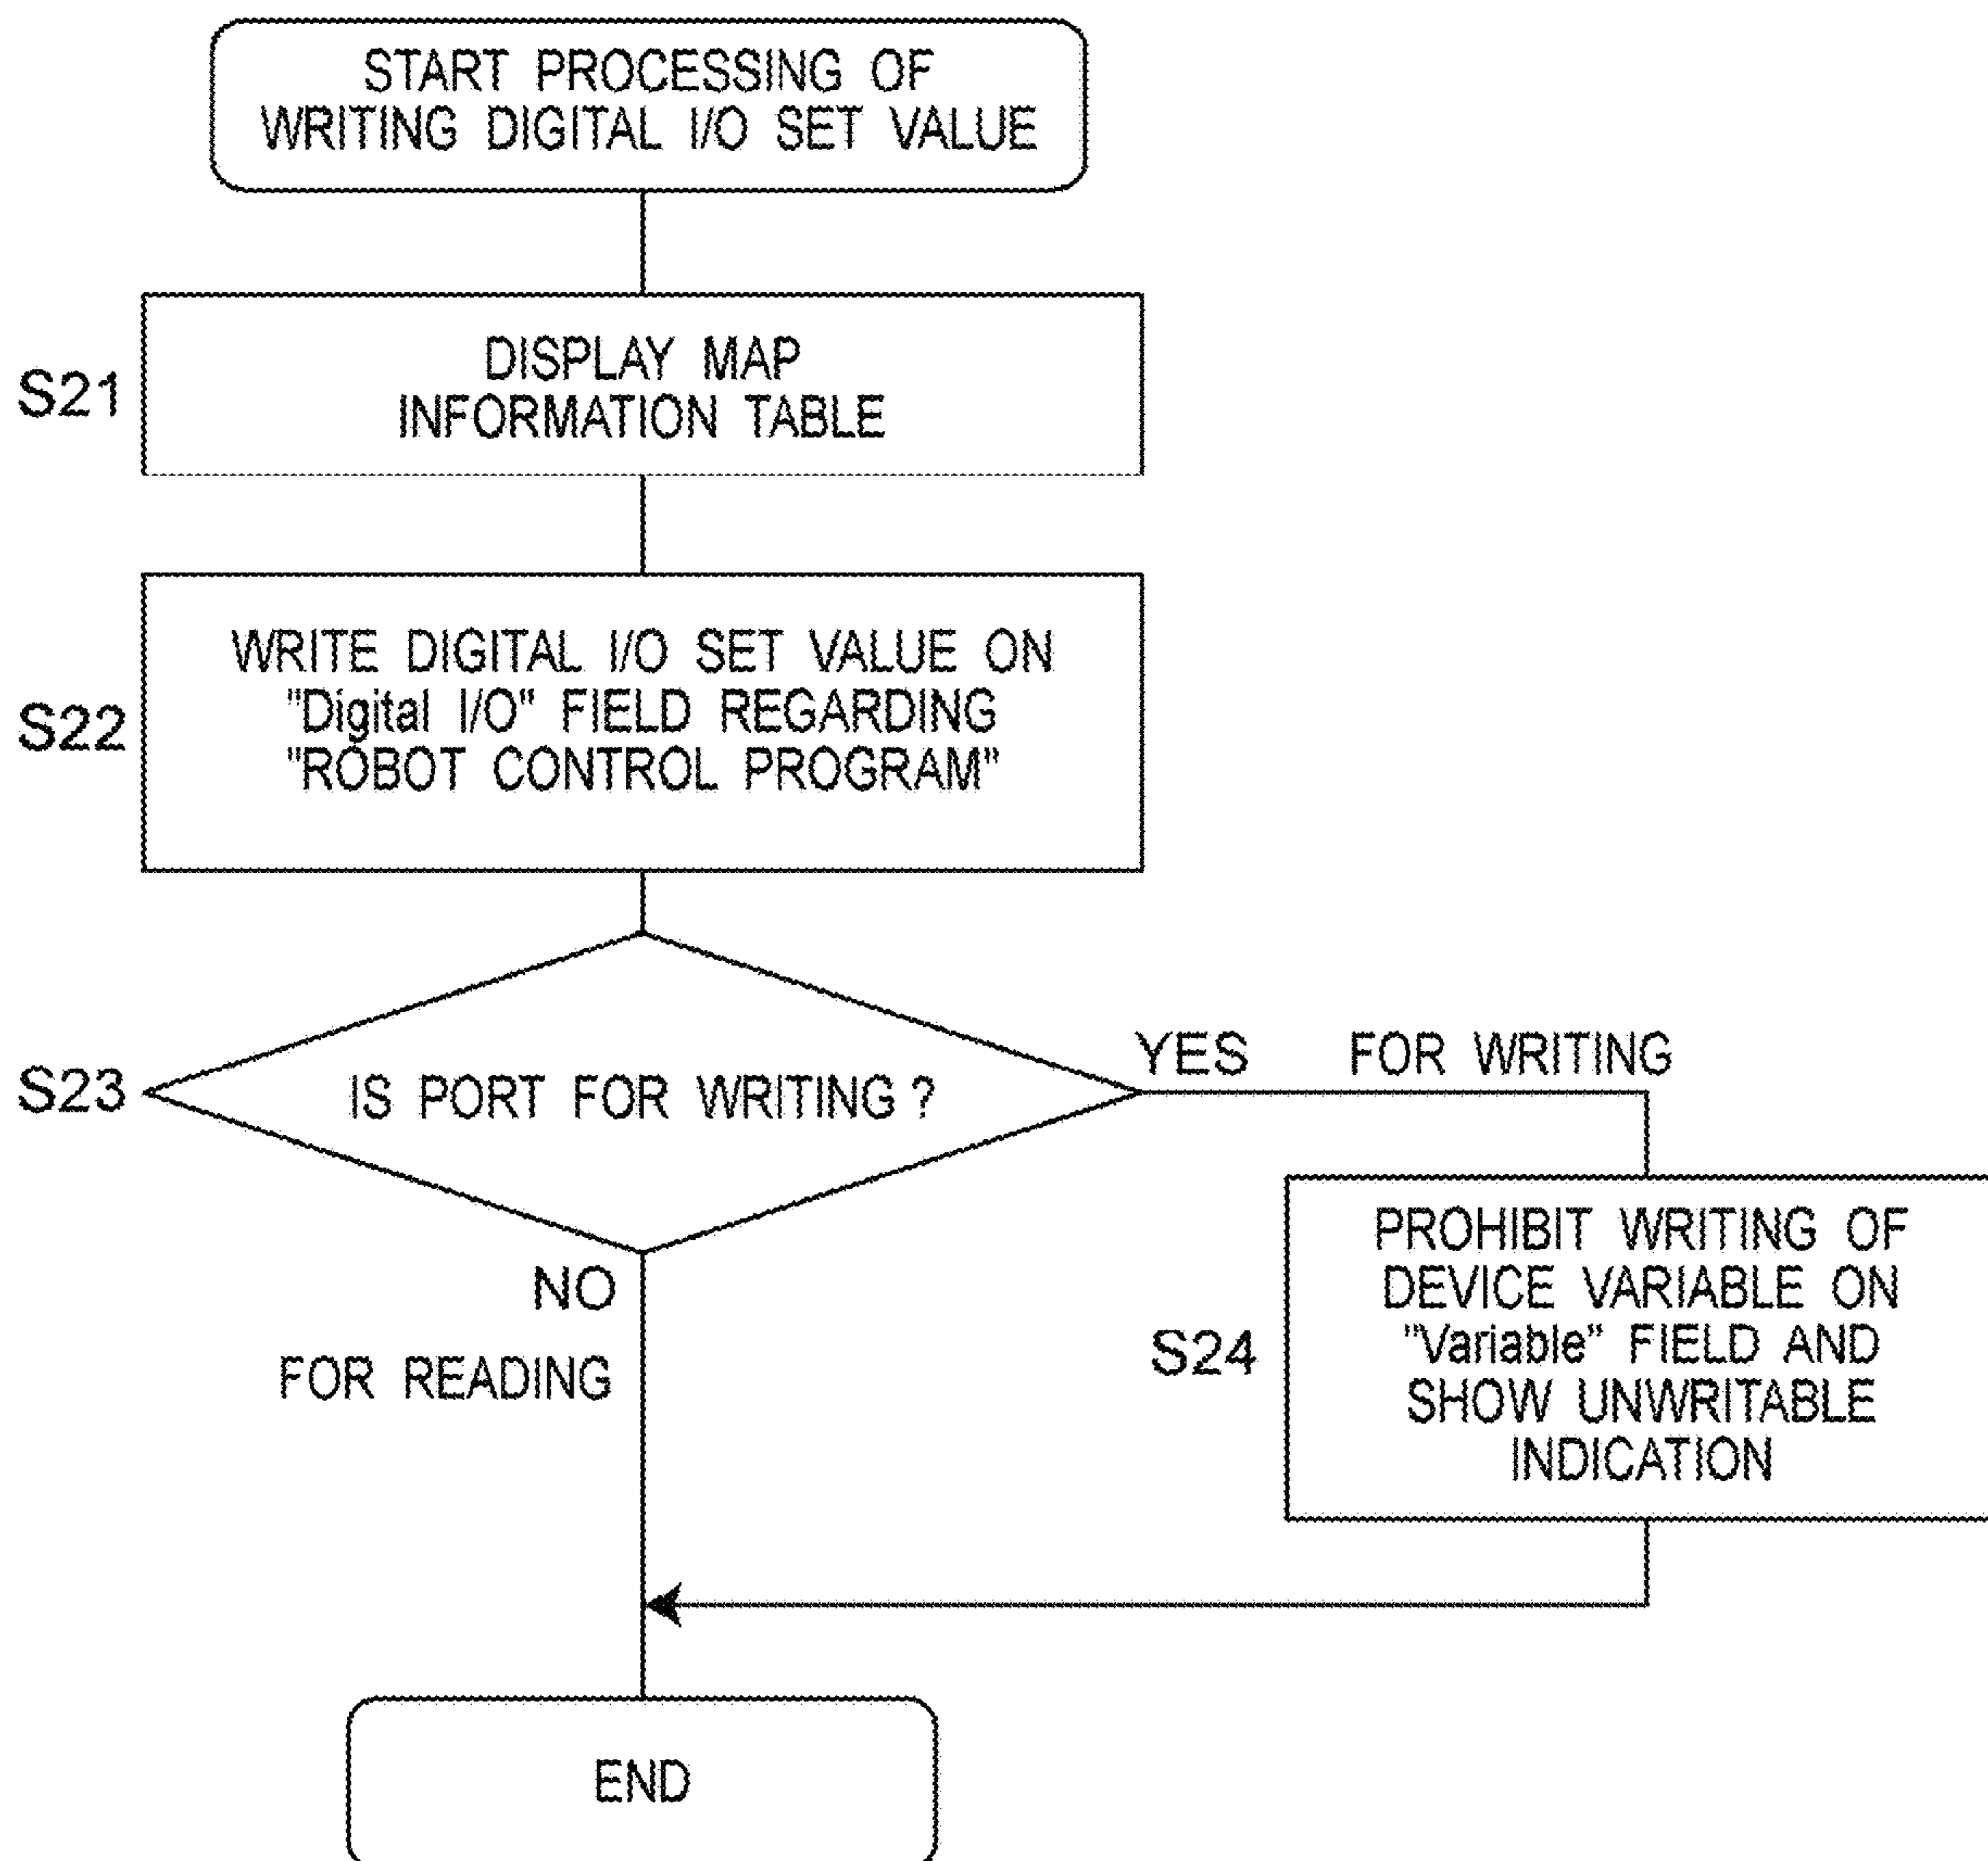 START PROCESSING OF
WRITING DIGITAL I/O SET VALUE
S21
DISPLAY MAP
INFORMATION TABLE
S22
WRITE DIGITAL I/O SET VALUE ON
"Digital I/O" FIELD REGARDING
"ROBOT CONTROL PROGRAM"
S23
IS PORT FOR WRITING ?
YES FOR WRITING
NO
FOR READING
S24
PROHIBIT WRITING OF
DEVICE VARIABLE ON
"Variable" FIELD AND
SHOW UNWRITABLE
INDICATION
END